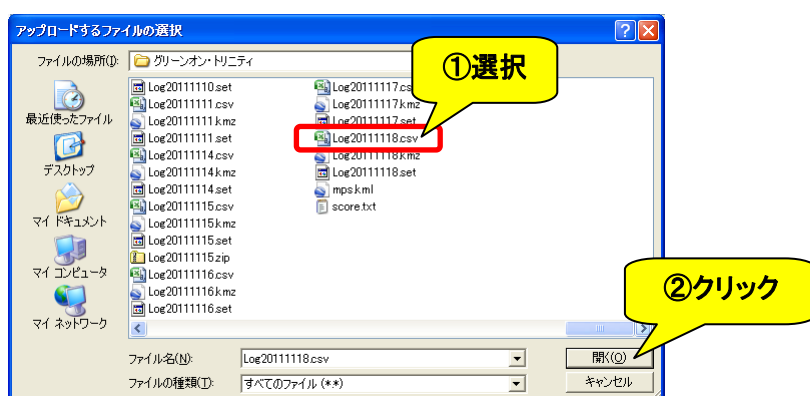 アップロードするファイルの選択
ファイルの場所(I):
グリーンオン・トリニティ
①選択
最近使ったファイル
デスクトップ
マイ ドキュメント
マイ コンピュータ
マイ ネットワーク
Log20111110.set
Log20111111.csv
Log20111111.kmz
Log20111111.set
Log20111114.csv
Log20111114.kmz
Log20111114.set
Log20111115.csv
Log20111115.kmz
Log20111115.set
Log20111115.zip
Log20111116.csv
Log20111116.kmz
Log20111116.set
Log20111117.cs
Log20111117.kmz
Log20111117.set
Log20111118.csv
Log20111118.kmz
Log20111118.set
mps.kml
score.txt
②クリック
ファイル名(N):
Log20111118.csv
開く(O)
ファイルの種類(T):
すべてのファイル (*.*)
キャンセル